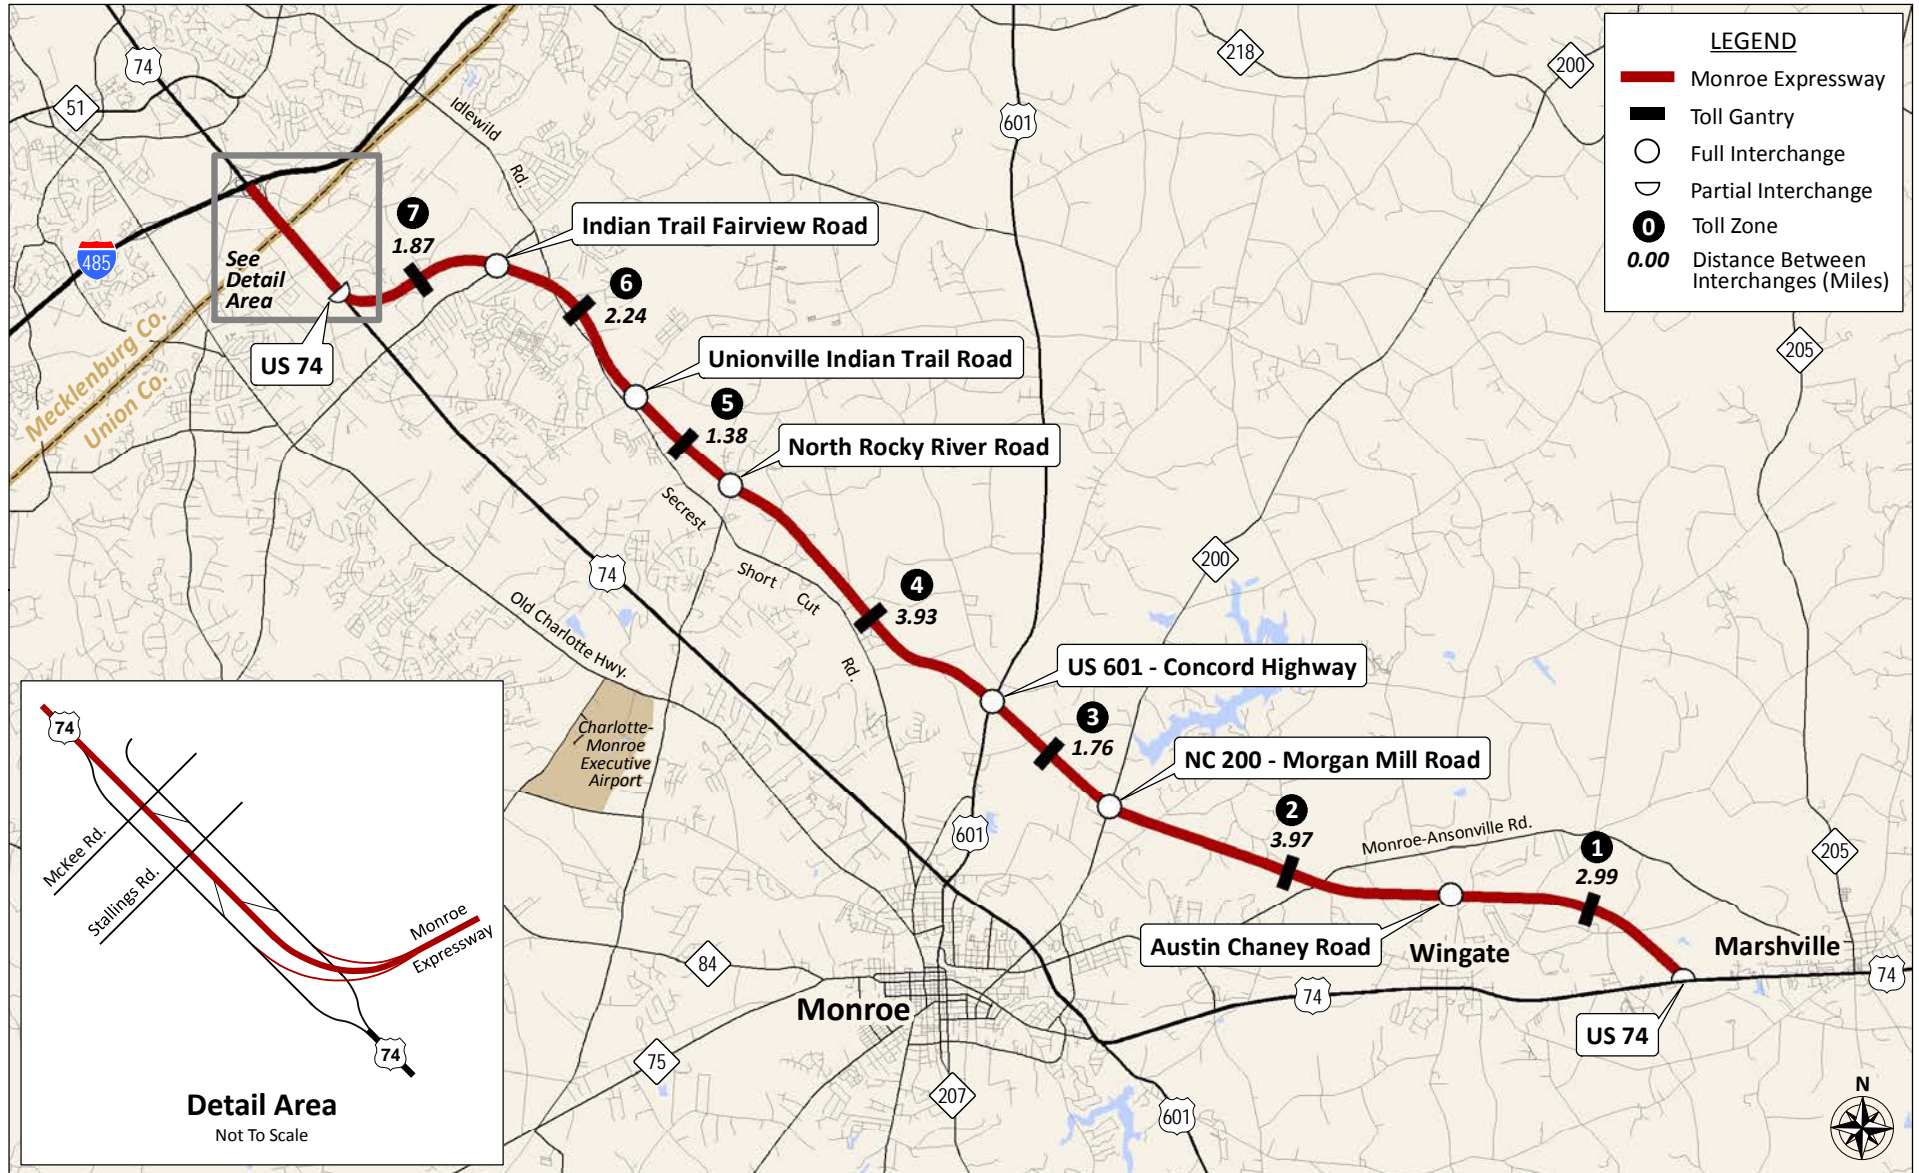 74
51
218
200
601
Idlewild
Rd.
LEGEND
Monroe Expressway
Toll Gantry
Full Interchange
Partial Interchange
0
Toll Zone
0.00
Distance Between
Interchanges (Miles)
485
See
Detail
Area
7
1.87
Indian Trail Fairview Road
6
2.24
US 74
Mecklenburg Co.
Union Co.
Unionville Indian Trail Road
205
5
1.38
North Rocky River Road
Secrest
Short
Cut
Rd.
74
Old Charlotte Hwy.
200
4
3.93
US 601 - Concord Highway
Charlotte-
Monroe
Executive
Airport
3
1.76
NC 200 - Morgan Mill Road
601
2
3.97
Monroe-Ansonville Rd.
1
2.99
205
Austin Chaney Road
Wingate
Marshville
74
74
US 74
84
Monroe
75
207
601
N
74
McKee Rd.
Stallings Rd.
Monroe
Expressway
74
Detail Area
Not To Scale